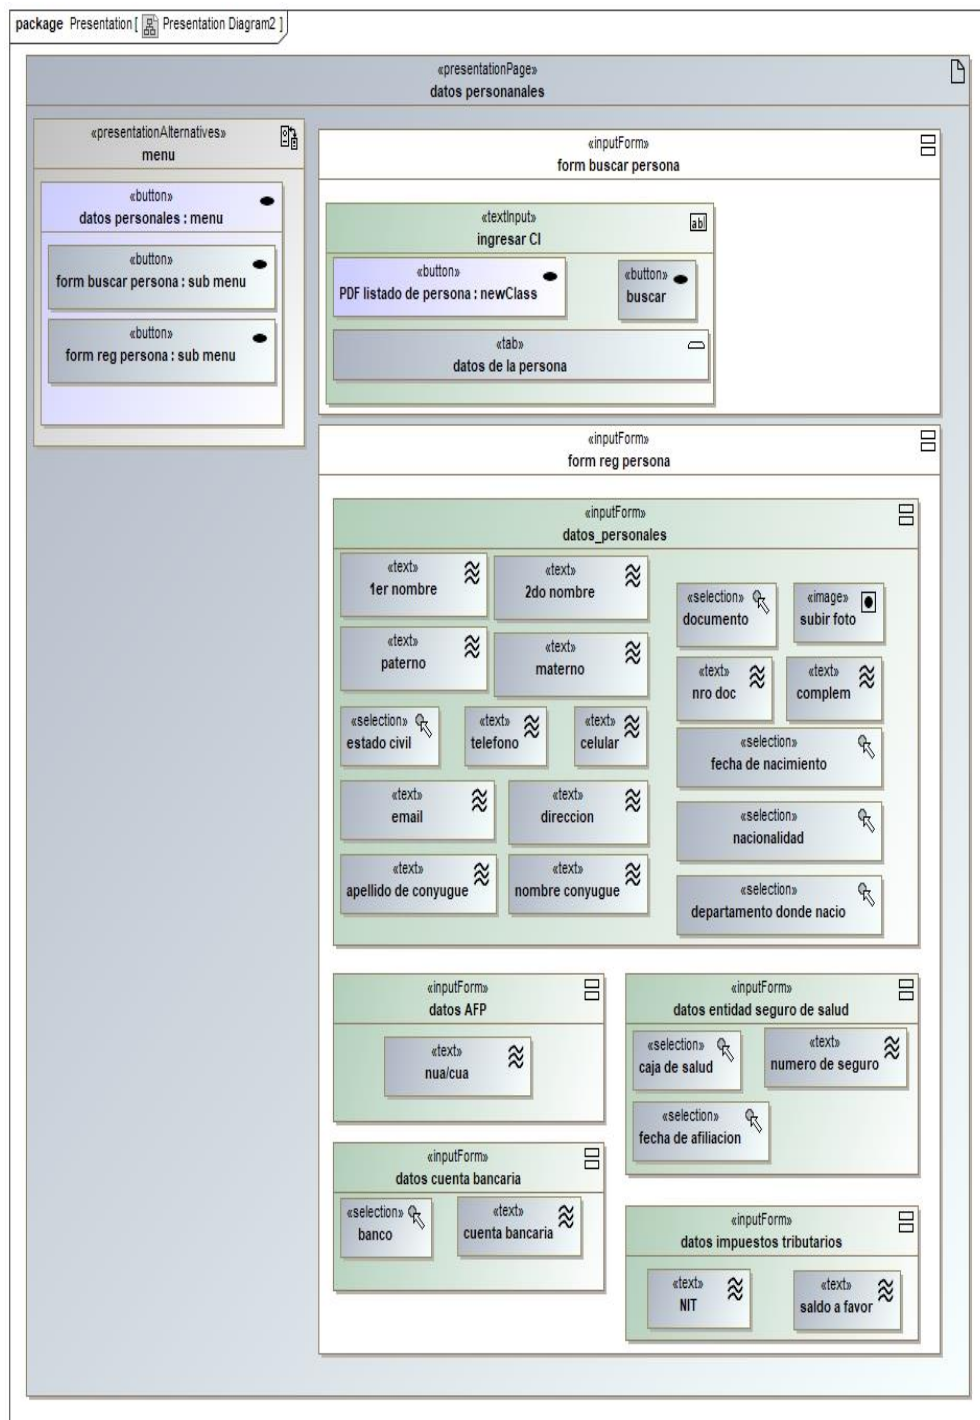 package Presentation [ Presentation Diagram2 ]
«presentationPage»
datos personanales
«presentationAlternatives»
menu
«button»
datos personales : menu
«button»
form buscar persona : sub menu
«button»
form reg persona : sub menu
«inputForm»
form buscar persona
«textInput»
ingresar CI
abl
«button»
PDF listado de persona : newClass
«button»
buscar
«tab»
datos de la persona
«inputForm»
form reg persona
«inputForm»
datos_personales
«text»
1er nombre
«text»
2do nombre
«selection»
documento
«image»
subir foto
«text»
paterno
«text»
materno
«text»
nro doc
«text»
complem
«selection»
estado civil
«text»
telefono
«text»
celular
«selection»
fecha de nacimiento
«text»
email
«text»
direccion
«selection»
nacionalidad
«text»
apellido de conyugue
«text»
nombre conyugue
«selection»
departamento donde nacio
«inputForm»
datos AFP
«text»
nua/cua
«inputForm»
datos entidad seguro de salud
«selection»
caja de salud
«text»
numero de seguro
«selection»
fecha de afiliacion
«inputForm»
datos cuenta bancaria
«selection»
banco
«text»
cuenta bancaria
«inputForm»
datos impuestos tributarios
«text»
NIT
«text»
saldo a favor